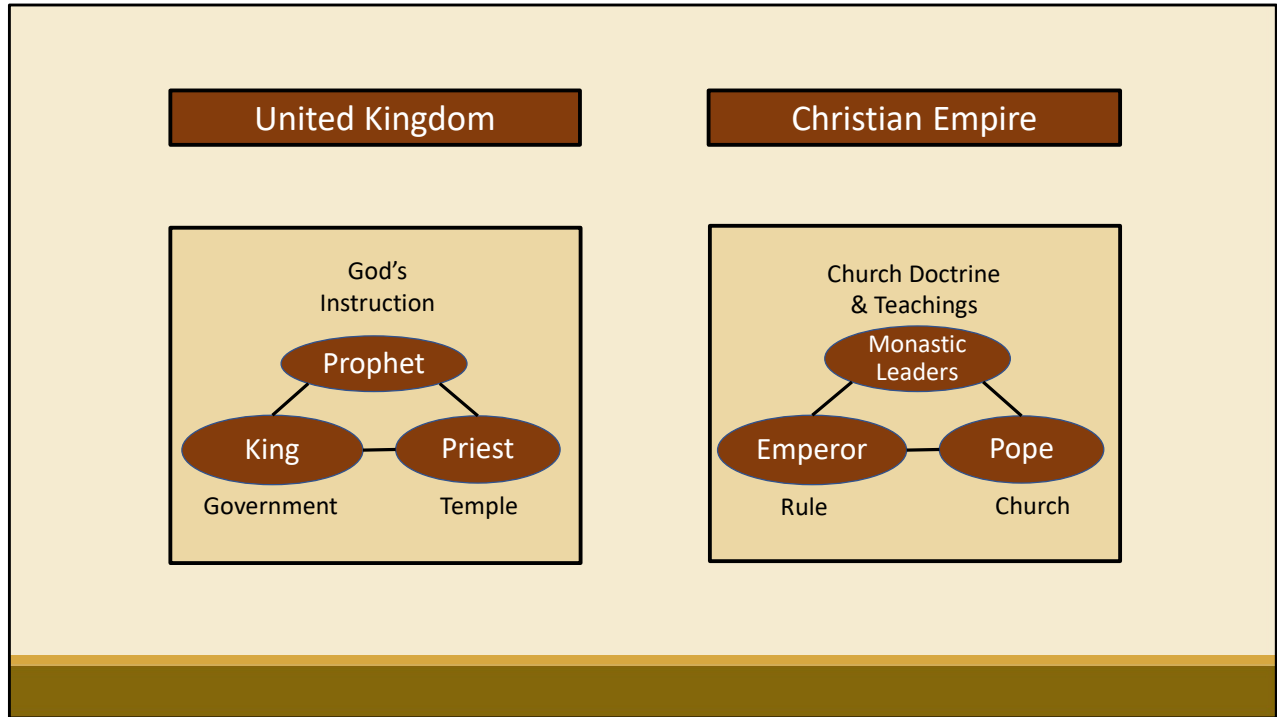 United Kingdom
Christian Empire
God’s
Instruction
Prophet
King
Priest
Government
Temple
Church Doctrine
& Teachings
Monastic
Leaders
Emperor
Pope
Rule
Church